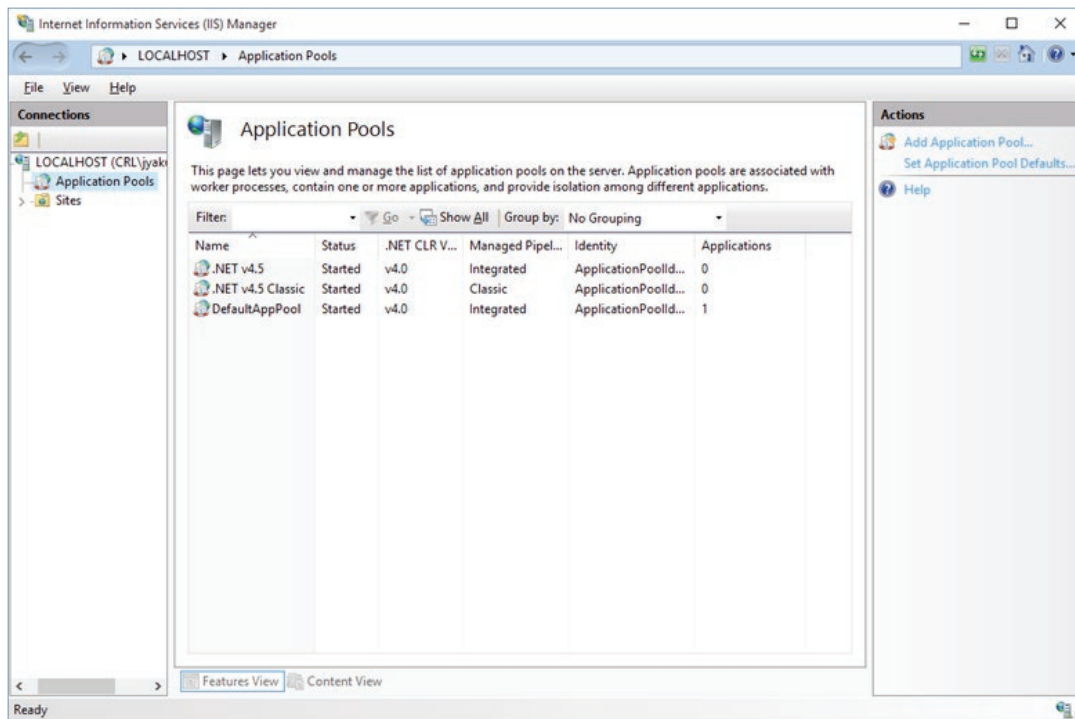 Internet Information Services (IIS) Manager
LOCALHOST Application Pools
File View Help
Connections
LOCALHOST (CRL\jyak
Application Pools
Sites
Application Pools
This page lets you view and manage the list of application pools on the server. Application pools are associated with
worker processes, contain one or more applications, and provide isolation among different applications.
Filter: Go Show All Group by: No Grouping
Name Status .NET CLR V... Managed Pipel... Identity Applications
.NET v4.5 Started v4.0 Integrated ApplicationPoolId... 0
.NET v4.5 Classic Started v4.0 Classic ApplicationPoolId... 0
DefaultAppPool Started v4.0 Integrated ApplicationPoolId... 1
Features View Content View
Actions
Add Application Pool...
Set Application Pool Defaults...
Help
Ready